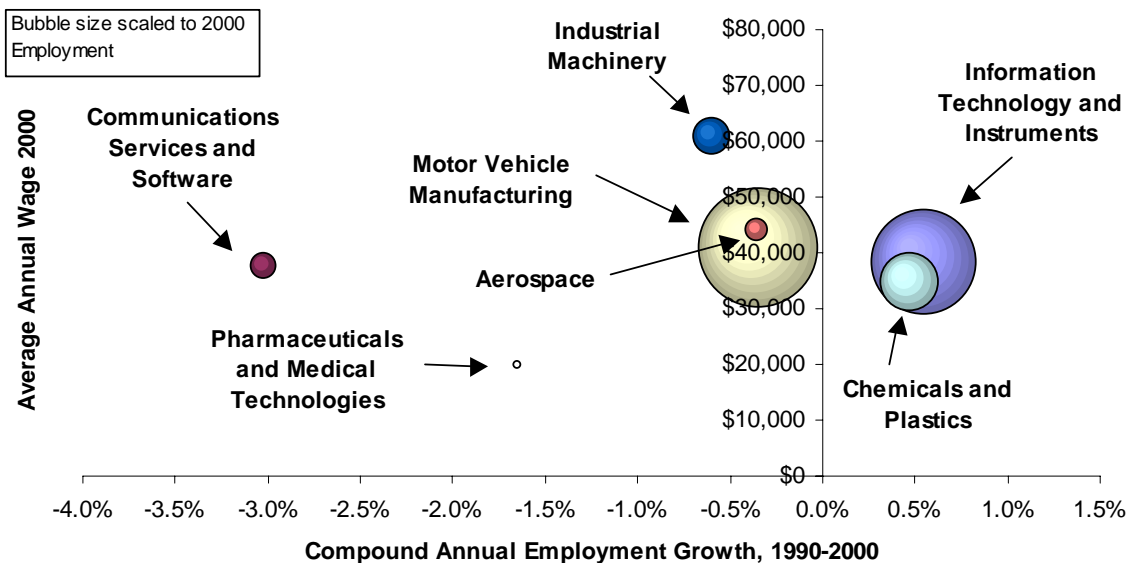 Bubble size scaled to 2000
Employment
Industrial
Machinery
Information
Technology and
Instruments
Communications
Services and
Software
Motor Vehicle
Manufacturing
Aerospace
Pharmaceuticals
and Medical
Technologies
Chemicals and
Plastics
Average Annual Wage 2000
$80,000
$70,000
$60,000
$50,000
$40,000
$30,000
$20,000
$10,000
$0
-4.0% -3.5% -3.0% -2.5% -2.0% -1.5% -1.0% -0.5% 0.0% 0.5% 1.0% 1.5%
Compound Annual Employment Growth, 1990-2000